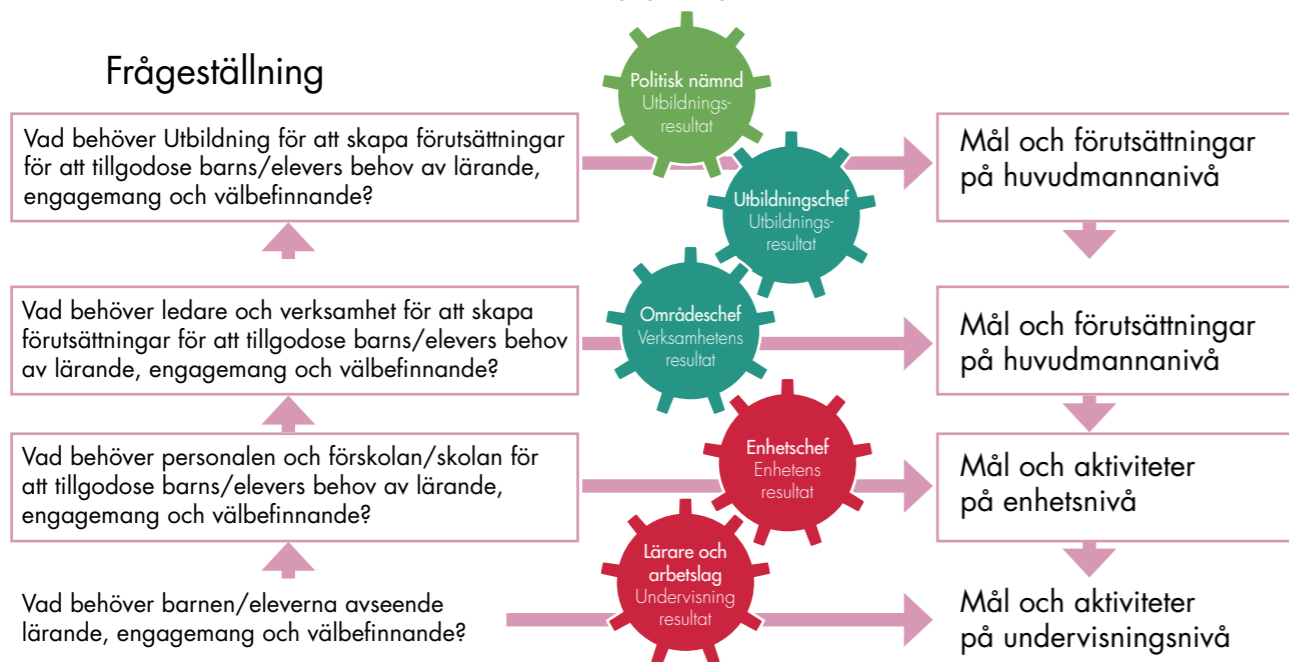 Frågeställning
Politisk nämnd
Utbildnings-
resultat
Vad behöver Utbildning för att skapa förutsättningar
för att tillgodose barns/elevers behov av lärande,
engagemang och välbefinnande?
Mål och förutsättningar
på huvudmannanivå
Utbildningschef
Utbildnings-
resultat
Vad behöver ledare och verksamhet för att skapa
förutsättningar för att tillgodose barns/elevers behov
av lärande, engagemang och välbefinnande?
Områdeschef
Verksamhetens
resultat
Mål och förutsättningar
på huvudmannanivå
Vad behöver personalen och förskolan/skolan för
att tillgodose barns/elevers behov av lärande,
engagemang och välbefinnande?
Enhetschef
Enhetens
resultat
Mål och aktiviteter
på enhetsnivå
Vad behöver barnen/eleverna avseende
lärande, engagemang och välbefinnande?
Lärare och
arbetslag
Undervisning
resultat
Mål och aktiviteter
på undervisningsnivå